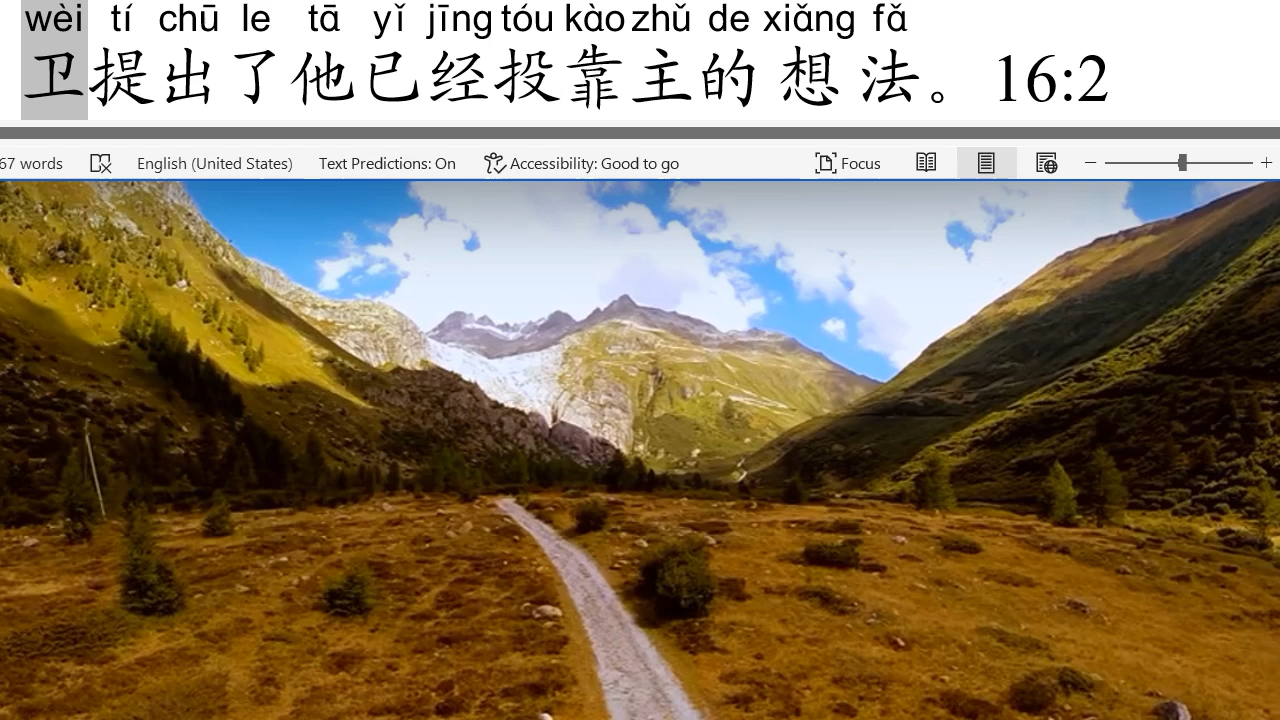 wèi tí chū le tā yǐ jīng tóu kào zhǔ de xiǎng fǎ
卫提出了他已经投靠主的想法。16:2
67 words English (United States) Text Predictions: On Accessibility: Good to go Focus